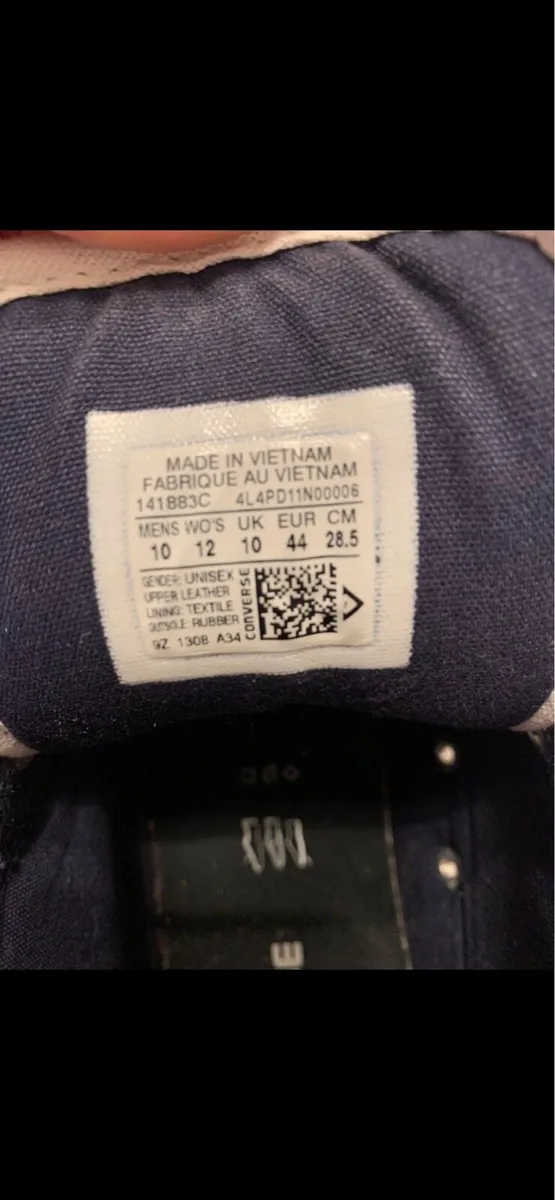 MADE IN VIETNAM
FABRIQUE AU VIETNAM
141883C 4L4PD11N00006
MENS WO'S UK EUR CM
10 12 10 44 28.5
GENDER: UNISEX
UPPER LEATHER
LINING: TEXTILE
OUTSOLE: RUBBER
9Z 1308 A34
CONVERSE